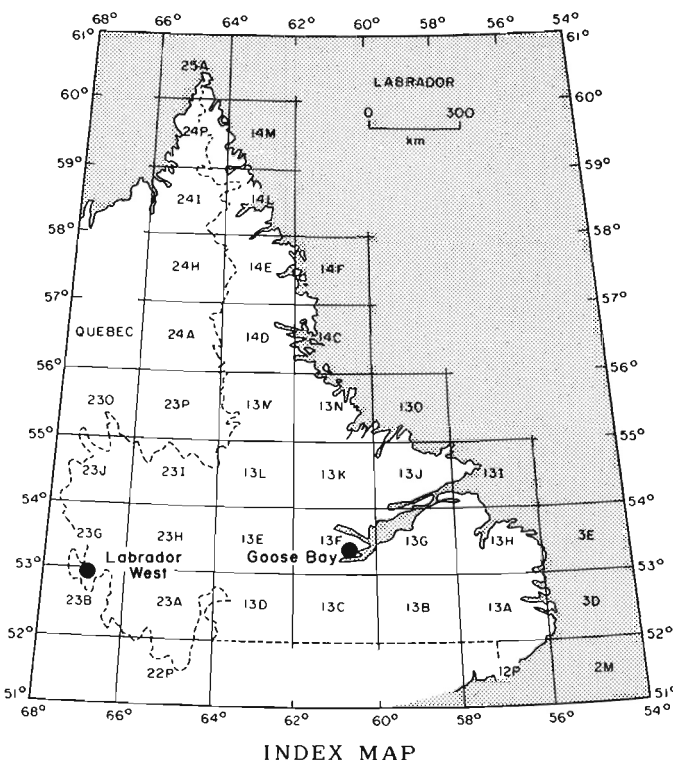 66° 64° 62° 60° 58° 56° 54°
61° 61°
25A
LABRADOR
60° 60°
0 300
km
24P 14M
59° 59°
24I 14L
58° 58°
24H 14E 14F
57° 57°
QUEBEC 24A 14D 14C
56° 56°
23O 23P 13M 13N 13O
55° 55°
23J 23I 13L 13K 13J 13I
54° 54°
23G 23H 13E 13F 13G 13H 3E
Goose Bay
Labrador
West
53° 53°
23B 23A 13D 13C 13B 13A 3D
52° 52°
22P 12P 2M
51° 51°
68° 66° 64° 62° 60° 58° 56° 54°
INDEX MAP